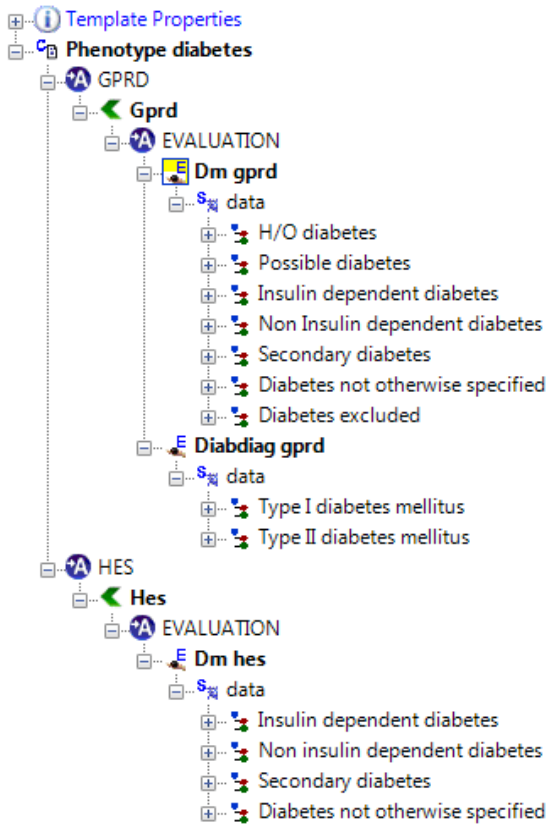 Template Properties
Phenotype diabetes
GPRD
Gprd
EVALUATION
Dm gprd
data
H/O diabetes
Possible diabetes
Insulin dependent diabetes
Non Insulin dependent diabetes
Secondary diabetes
Diabetes not otherwise specified
Diabetes excluded
Diabdiag gprd
data
Type I diabetes mellitus
Type II diabetes mellitus
HES
Hes
EVALUATION
Dm hes
data
Insulin dependent diabetes
Non insulin dependent diabetes
Secondary diabetes
Diabetes not otherwise specified